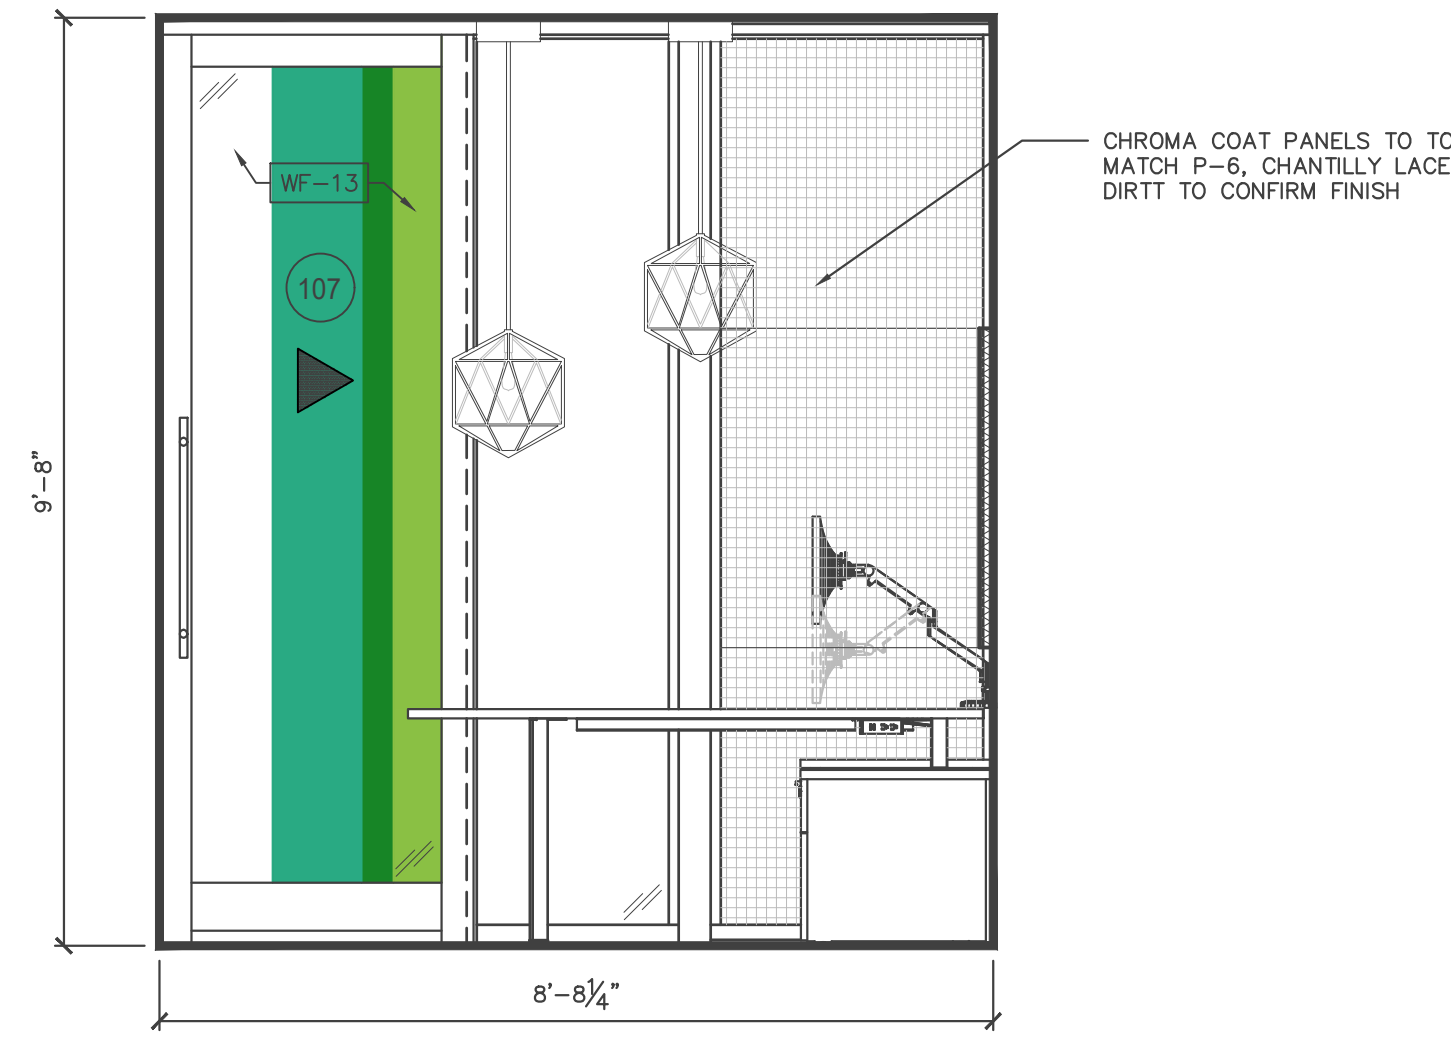 CHROMA COAT PANELS TO TO
MATCH P-6, CHANTILLY LACE
DIRTT TO CONFIRM FINISH
WF-13
107
9'-8"
8'-8¼"